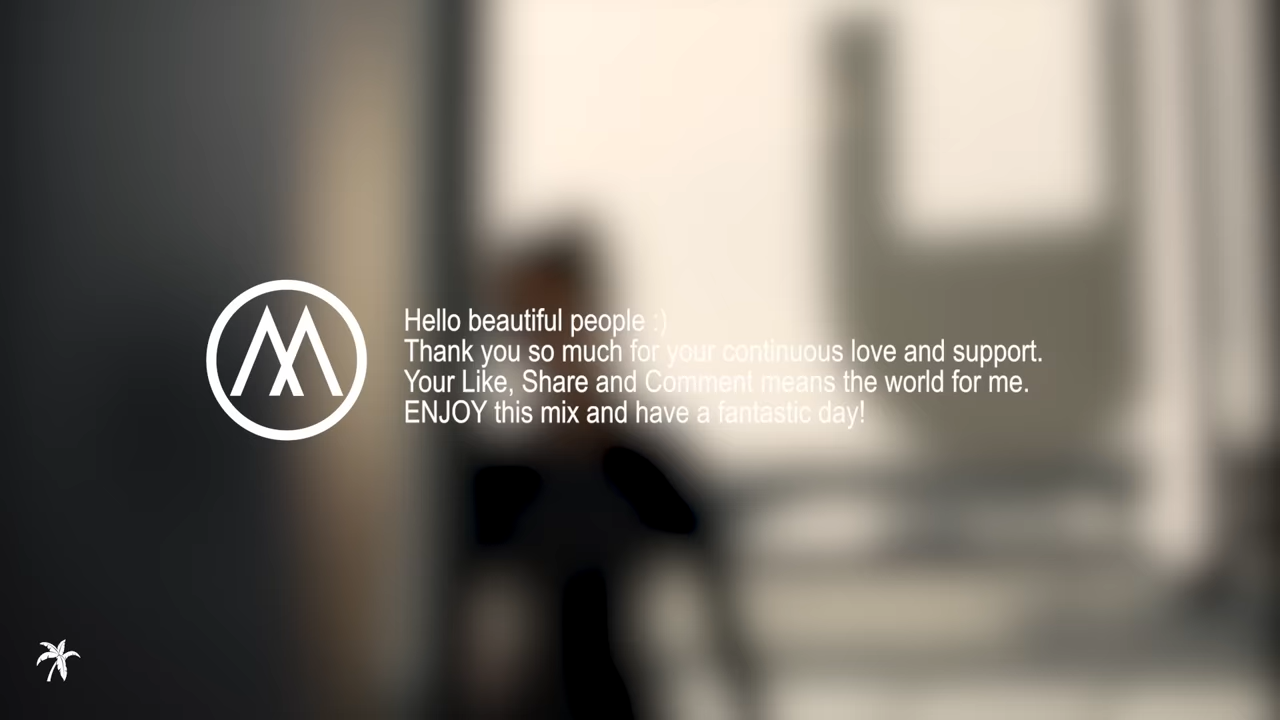 Hello beautiful people :)
Thank you so much for your continuous love and support.
Your Like, Share and Comment means the world for me.
ENJOY this mix and have a fantastic day!